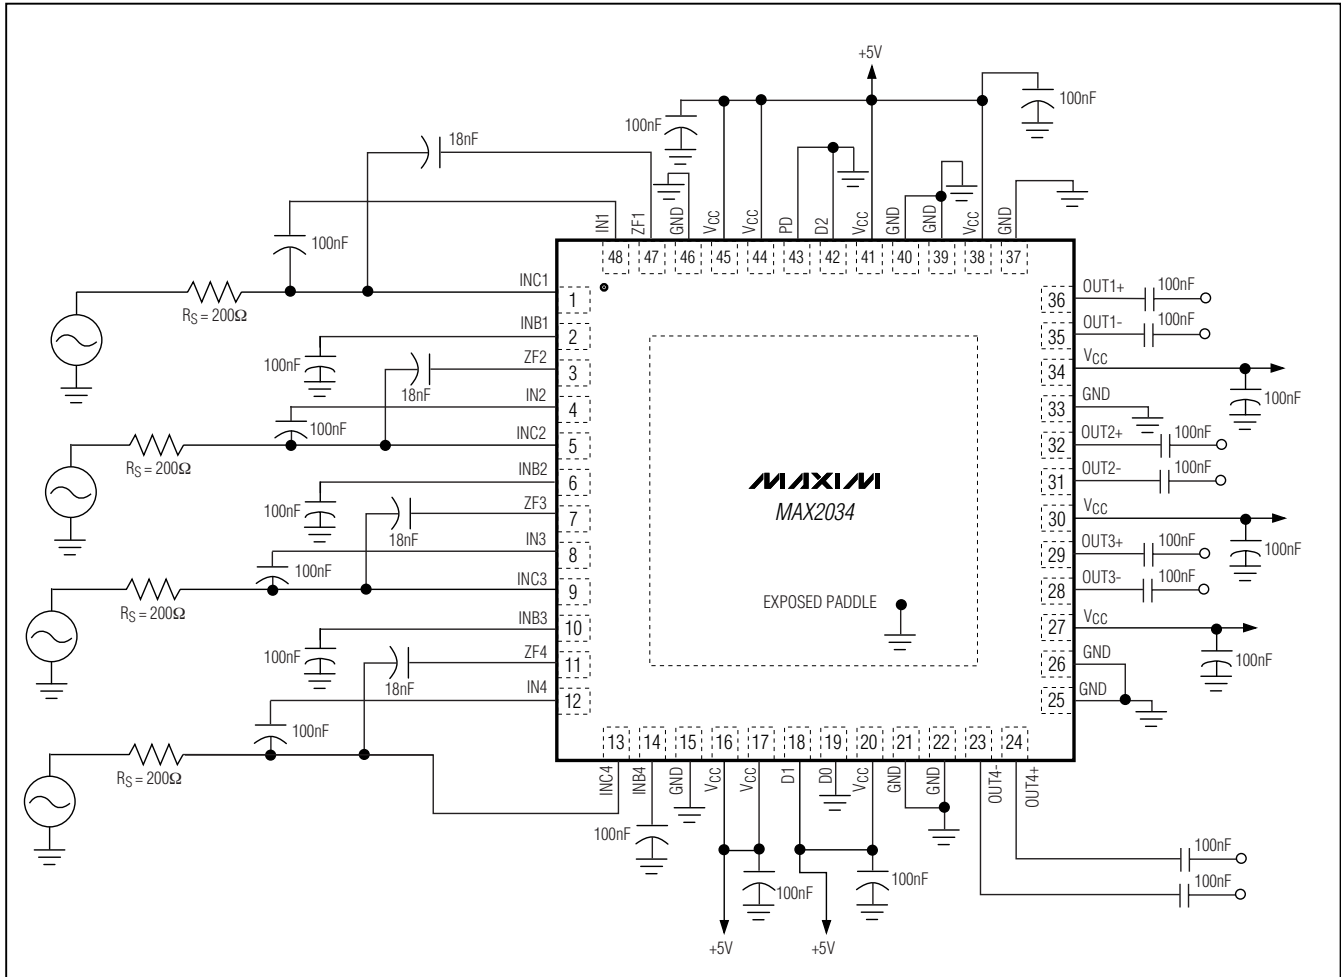 +5V
100nF
100nF
18nF
100nF
IN1
ZF1
GND
VCC
VCC
PD
D2
VCC
GND
GND
VCC
GND
48
47
46
45
44
43
42
41
40
39
38
37
RS = 200Ω
INC1
1
INB1
2
100nF
ZF2
3
18nF
IN2
4
100nF
INC2
5
RS = 200Ω
INB2
6
100nF
ZF3
7
18nF
IN3
8
100nF
INC3
9
RS = 200Ω
INB3
10
100nF
ZF4
11
18nF
IN4
12
100nF
RS = 200Ω
MAXIM
MAX2034
EXPOSED PADDLE
36
OUT1+
100nF
35
OUT1-
100nF
34
VCC
100nF
33
GND
32
OUT2+
100nF
31
OUT2-
100nF
30
VCC
100nF
29
OUT3+
100nF
28
OUT3-
100nF
27
VCC
100nF
26
GND
25
GND
13
14
15
16
17
18
19
20
21
22
23
24
INC4
INB4
GND
VCC
VCC
D1
D0
VCC
GND
GND
OUT4-
OUT4+
100nF
100nF
100nF
100nF
100nF
+5V
+5V